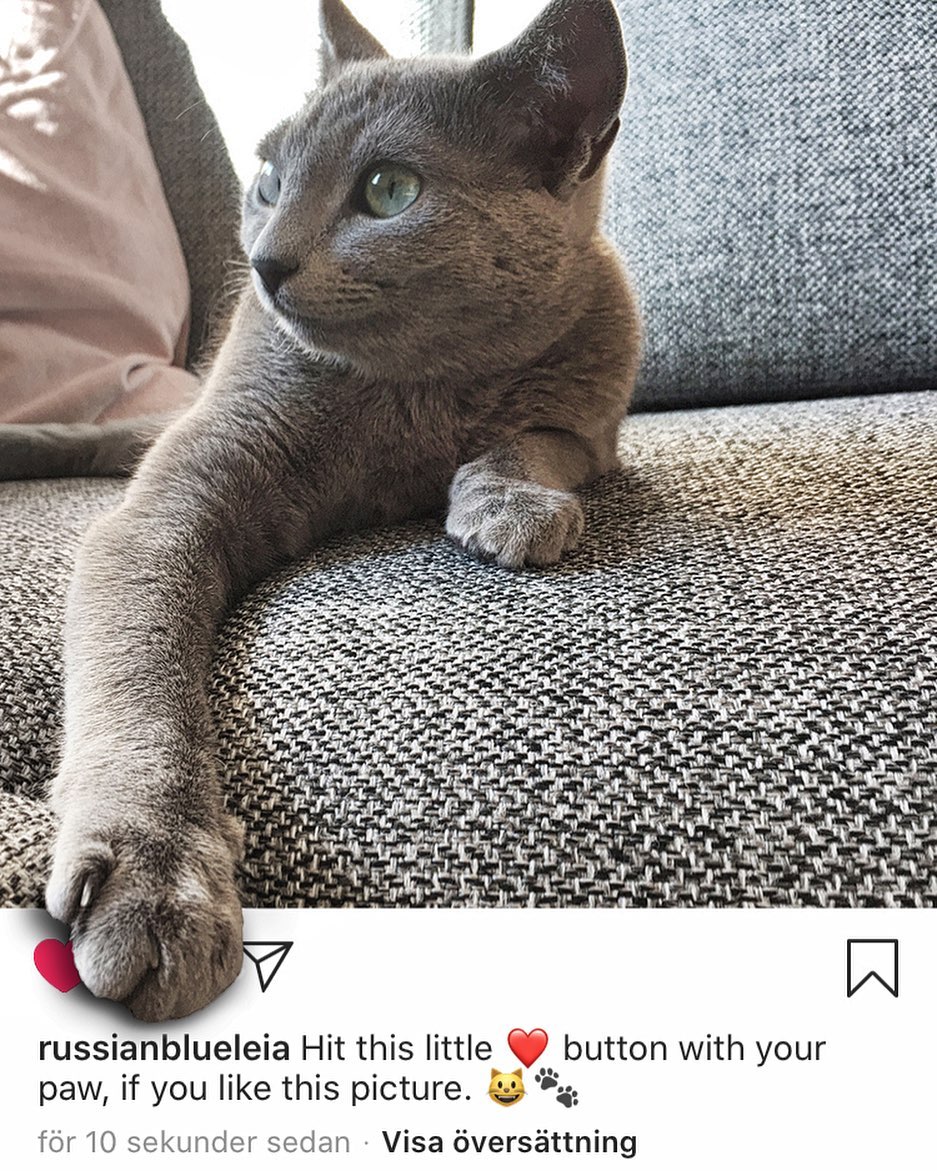 russianblueleia Hit this little ❤️ button with your
paw, if you like this picture. 😺🐾
för 10 sekunder sedan · Visa översättning